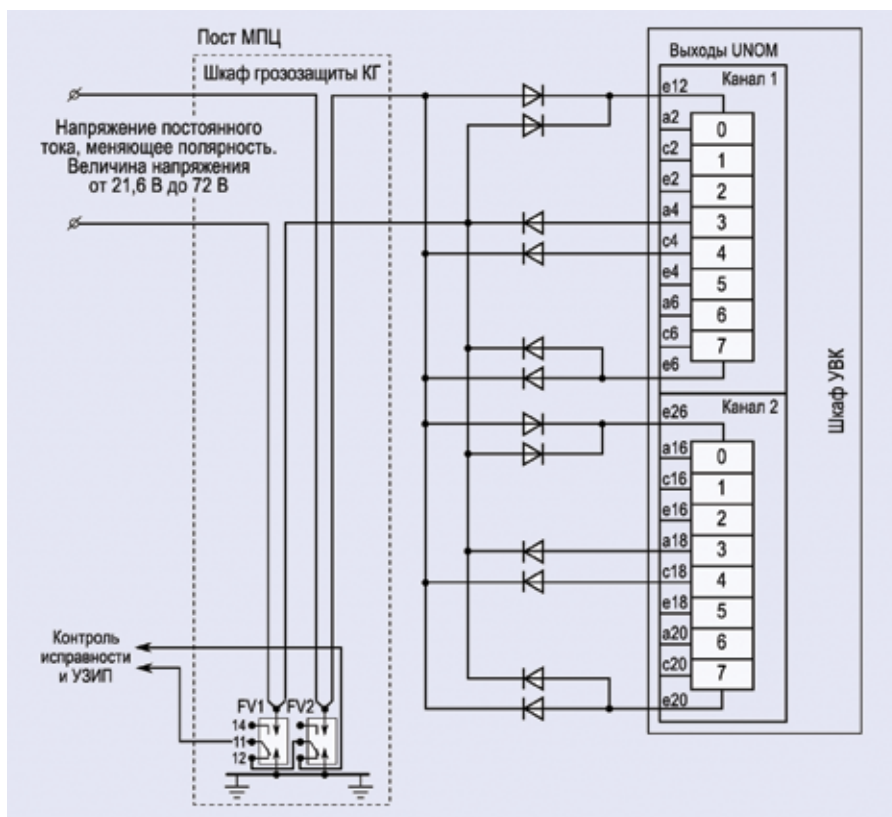 Пост МПЦ
Шкаф грозозащиты КГ
Напряжение постоянного
тока, меняющее полярность.
Величина напряжения
от 21,6 В до 72 В
Контроль
исправности
и УЗИП
FV1 FV2
14
11
12
Выходы UNOM
Канал 1
e12
a2
c2
e2
a4
c4
e4
a6
c6
e6
0
1
2
3
4
5
6
7
Канал 2
e26
a16
c16
e16
a18
c18
e18
a20
c20
e20
0
1
2
3
4
5
6
7
Шкаф УВК